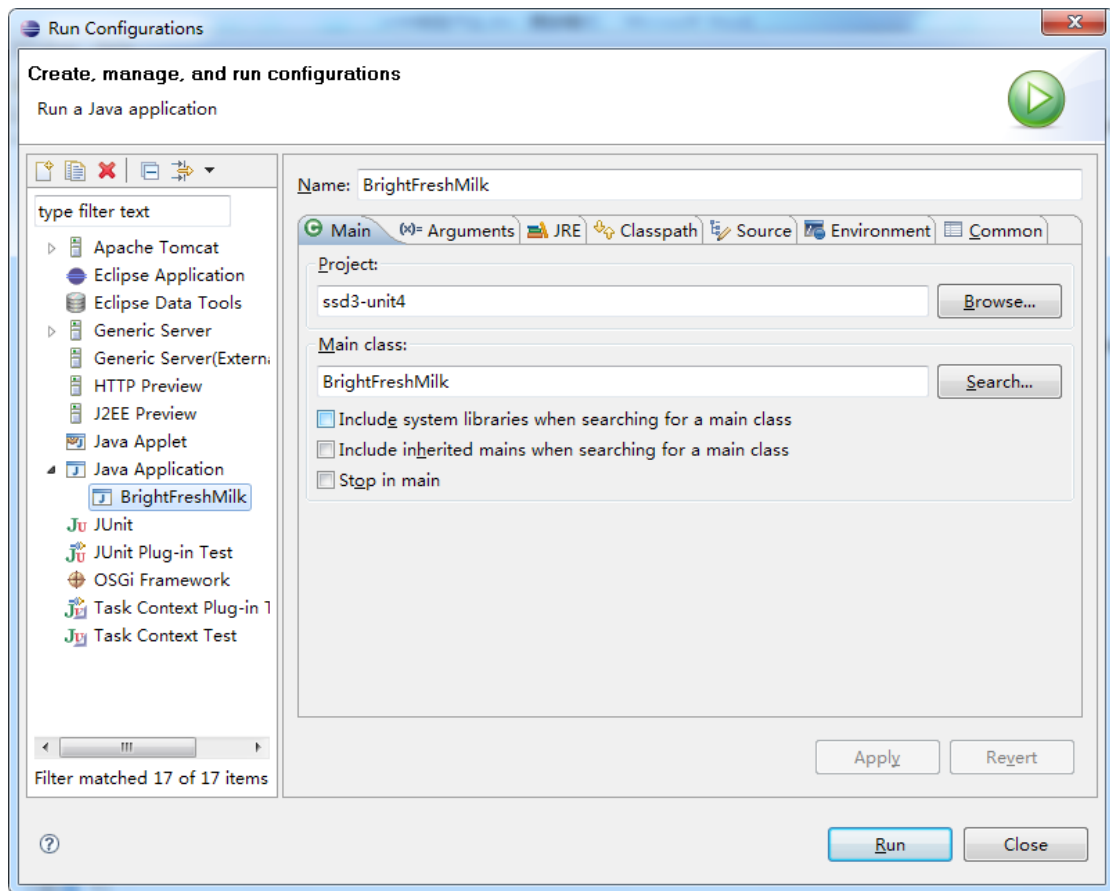 Run Configurations
Create, manage, and run configurations
Run a Java application
type filter text
Apache Tomcat
Eclipse Application
Eclipse Data Tools
Generic Server
Generic Server(Externa
HTTP Preview
J2EE Preview
Java Applet
Java Application
BrightFreshMilk
JUnit
JUnit Plug-in Test
OSGi Framework
Task Context Plug-in T
Task Context Test
Filter matched 17 of 17 items
Name: BrightFreshMilk
Main (x)= Arguments JRE Classpath Source Environment Common
Project:
ssd3-unit4 Browse...
Main class:
BrightFreshMilk Search...
Include system libraries when searching for a main class
Include inherited mains when searching for a main class
Stop in main
Apply Revert
Run Close